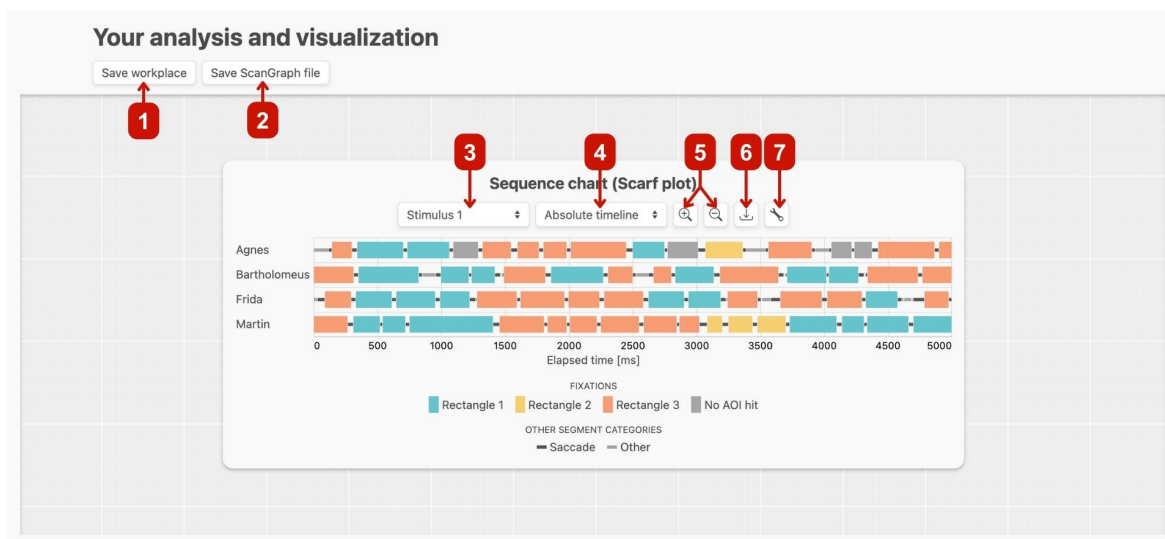 Your analysis and visualization
Save workplace Save ScanGraph file
1 2
3 4 5 6 7
Sequence chart (Scarf plot)
Stimulus 1 Absolute timeline
Agnes
Bartholomeus
Frida
Martin
0 500 1000 1500 2000 2500 3000 3500 4000 4500 5000
Elapsed time [ms]
FIXATIONS
Rectangle 1 Rectangle 2 Rectangle 3 No AOI hit
OTHER SEGMENT CATEGORIES
Saccade Other